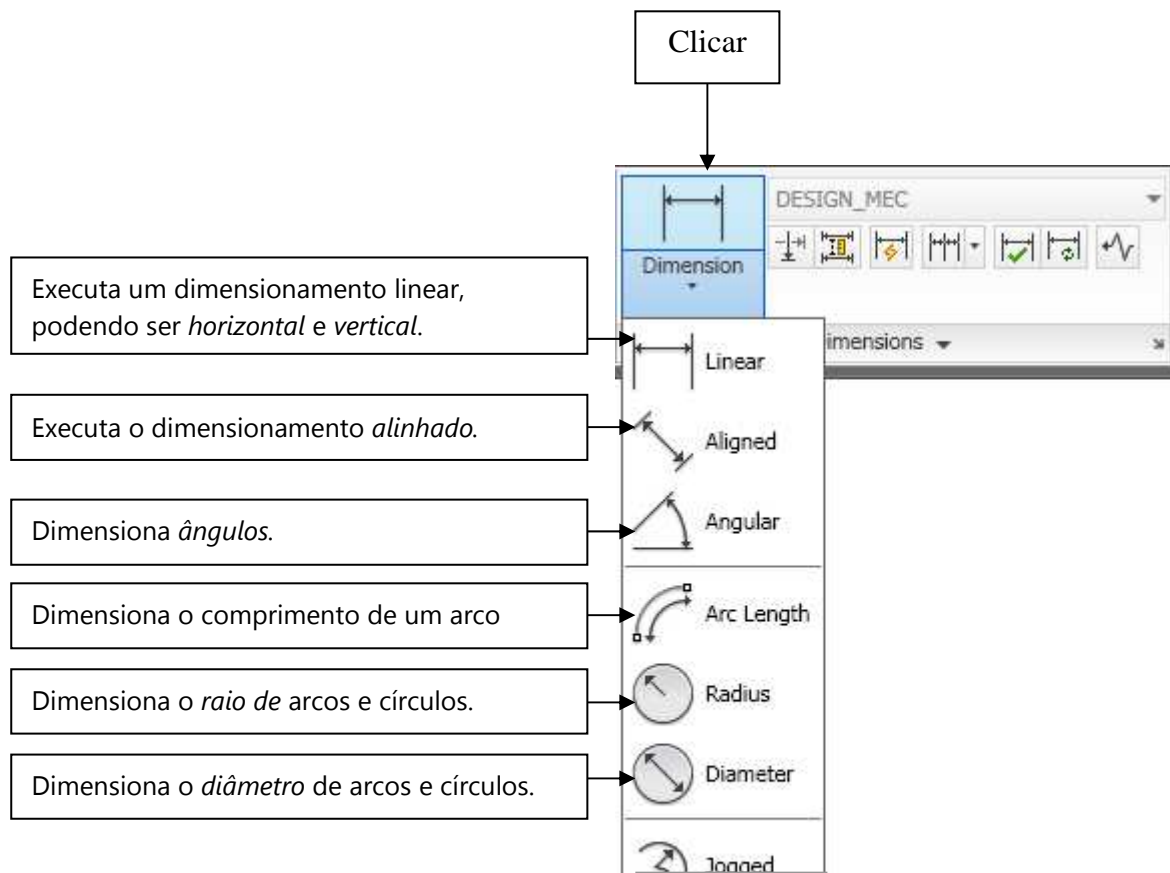 Clicar
DESIGN_MEC
Dimension
imensions
Executa um dimensionamento linear,
podendo ser horizontal e vertical.
Linear
Executa o dimensionamento alinhado.
Aligned
Dimensiona ângulos.
Angular
Dimensiona o comprimento de um arco
Arc Length
Dimensiona o raio de arcos e círculos.
Radius
Dimensiona o diâmetro de arcos e círculos.
Diameter
Jogged